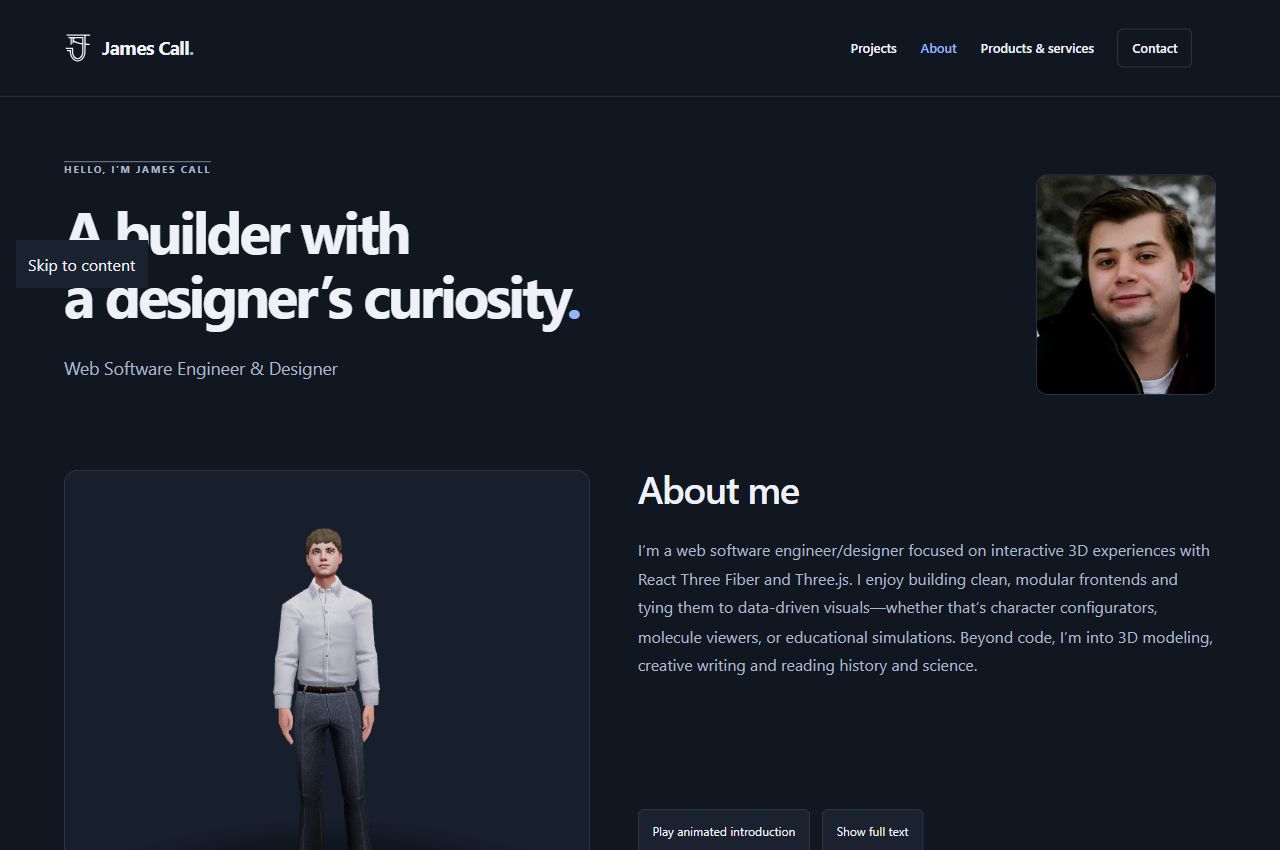 James Call.
Projects
About
Products & services
Contact
HELLO, I’M JAMES CALL
A builder with
Skip to content
a designer’s curiosity.
Web Software Engineer & Designer
About me
I’m a web software engineer/designer focused on interactive 3D experiences with
React Three Fiber and Three.js. I enjoy building clean, modular frontends and
tying them to data-driven visuals—whether that’s character configurators,
molecule viewers, or educational simulations. Beyond code, I’m into 3D modeling,
creative writing and reading history and science.
Play animated introduction
Show full text